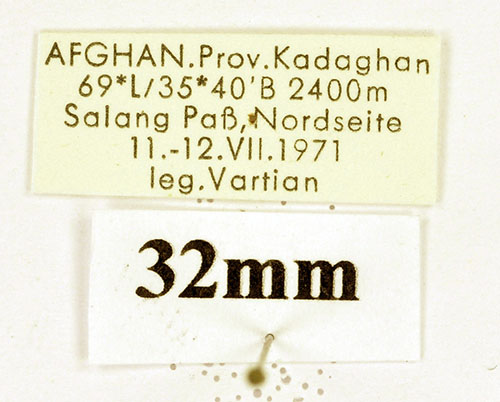 AFGHAN.Prov.Kadaghan
69*L/35*40'B 2400m
Salang Paß, Nordseite
11.-12.VII.1971
leg.Vartian
32mm